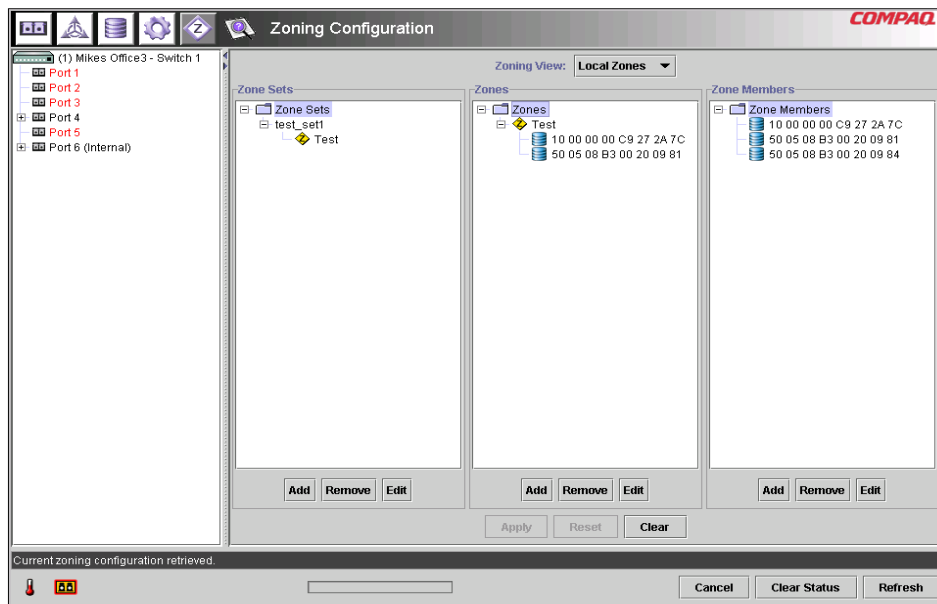 Zoning Configuration
COMPAQ
(1) Mikes Office3 - Switch 1
Port 1
Port 2
Port 3
Port 4
Port 5
Port 6 (Internal)
Zoning View: Local Zones
Zone Sets
Zone Sets
test_set1
Z Test
Zones
Zones
Z Test
10 00 00 00 C9 27 2A 7C
50 05 08 B3 00 20 09 81
Zone Members
Zone Members
10 00 00 00 C9 27 2A 7C
50 05 08 B3 00 20 09 81
50 05 08 B3 00 20 09 84
Add Remove Edit
Add Remove Edit
Add Remove Edit
Apply Reset Clear
Current zoning configuration retrieved.
Cancel Clear Status Refresh